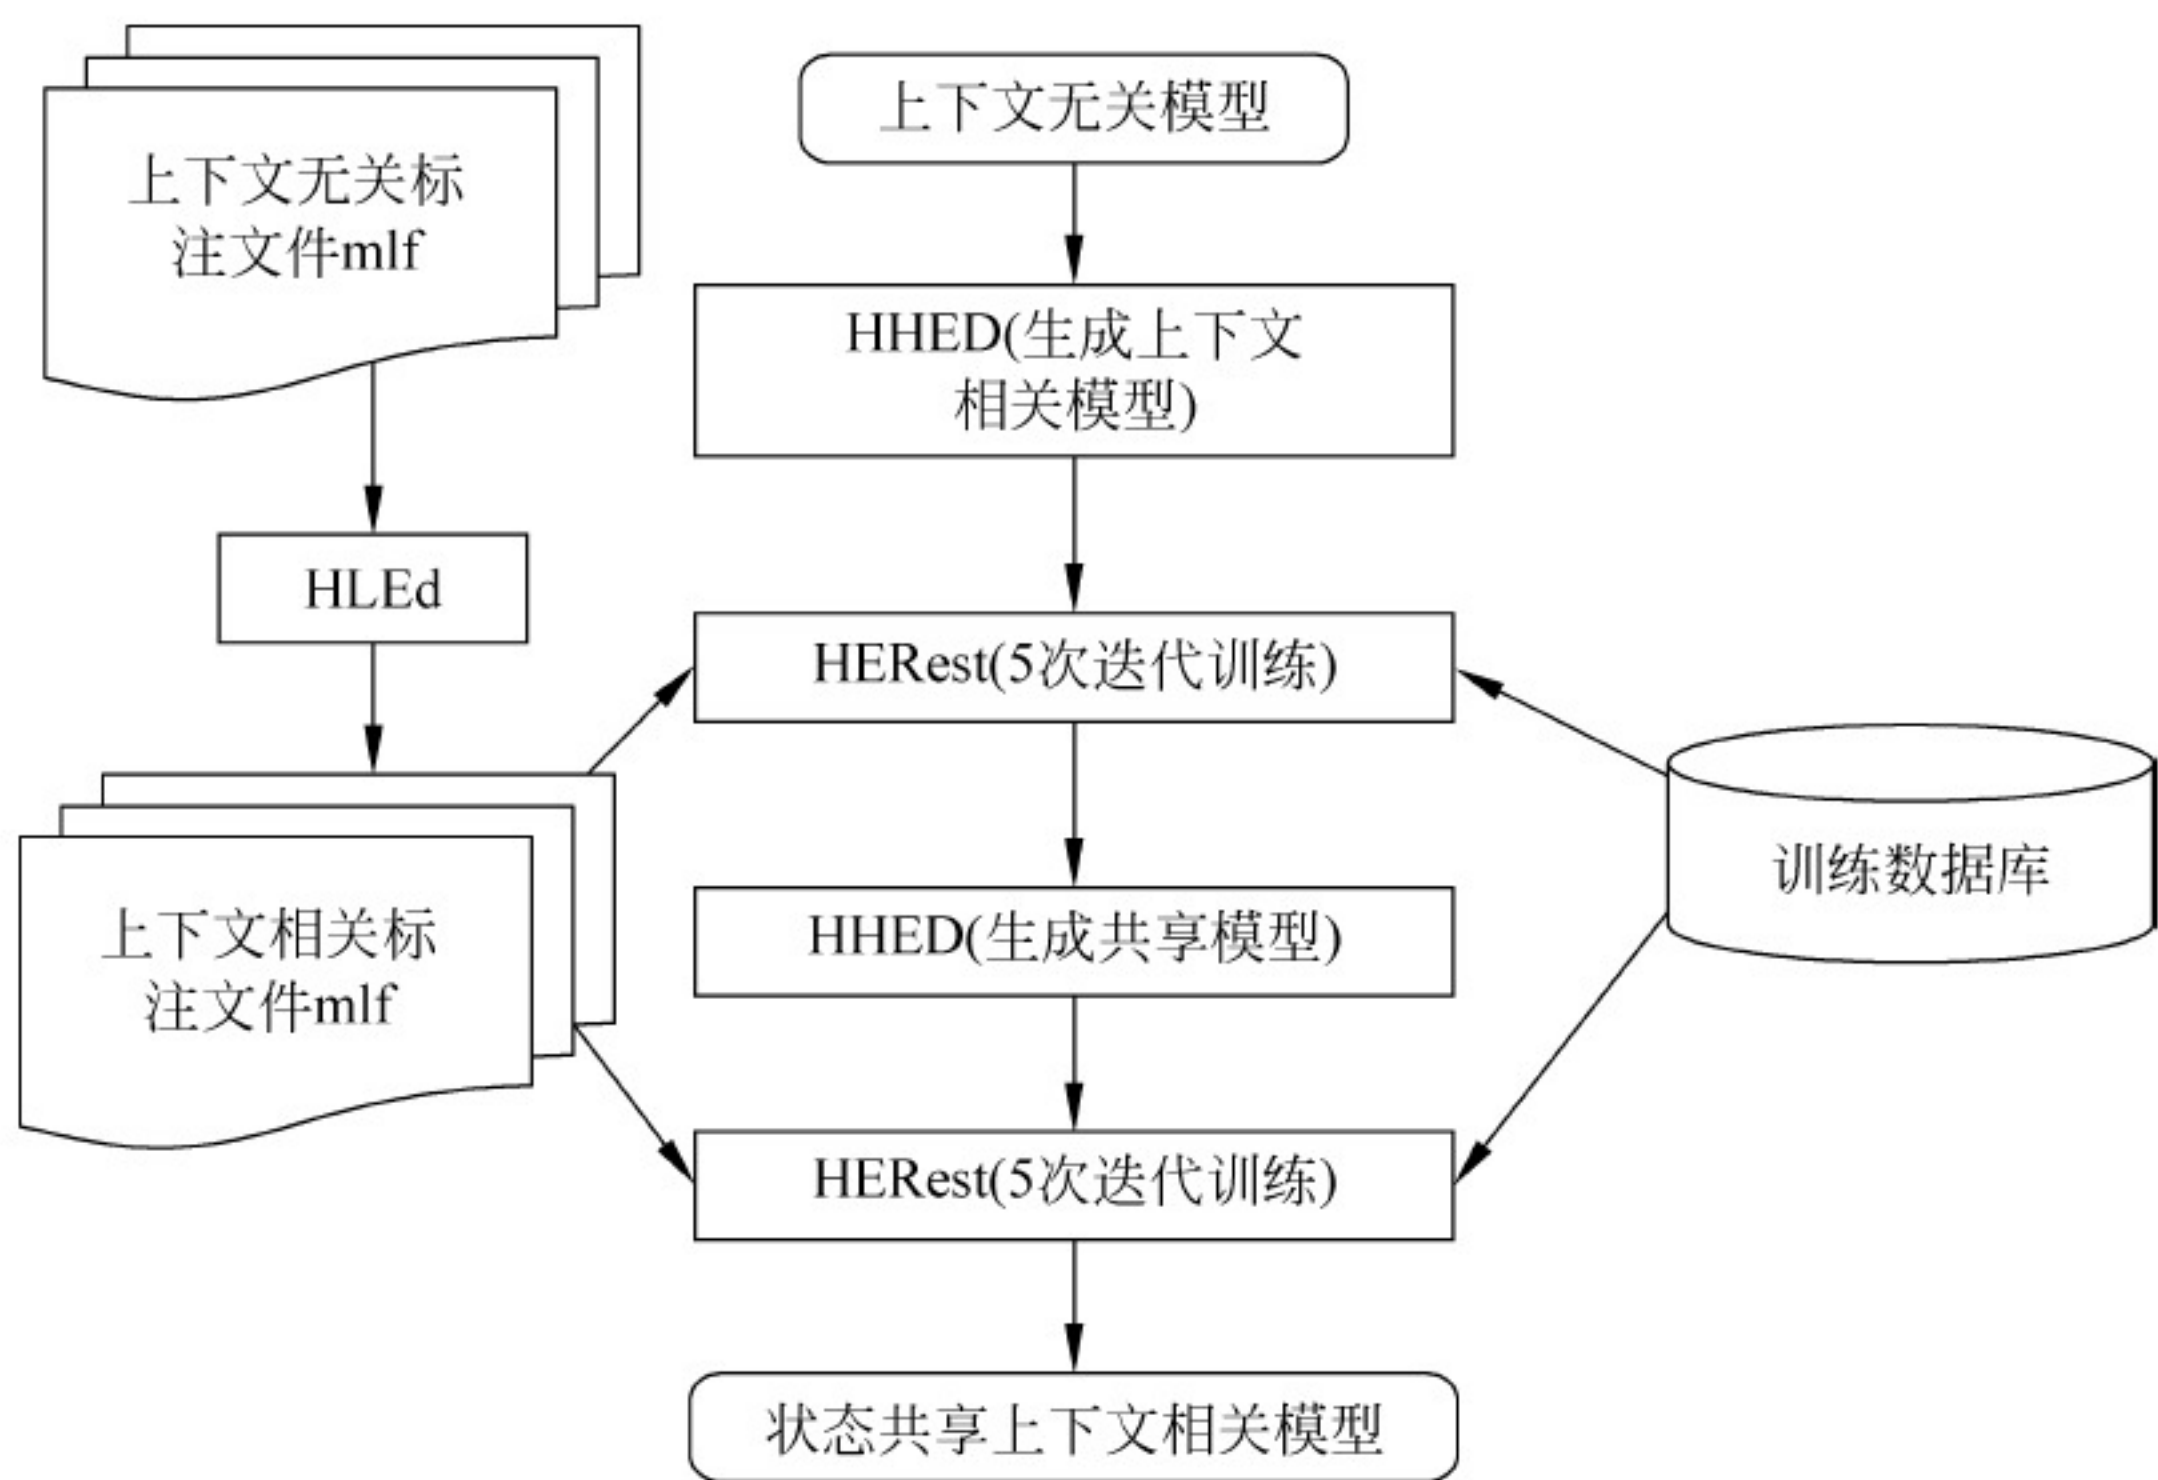 上下文无关标
注文件mlf
上下文无关模型
HHED(生成上下文
相关模型)
HLEd
HERest(5次迭代训练)
训练数据库
上下文相关标
注文件mlf
HHED(生成共享模型)
HERest(5次迭代训练)
状态共享上下文相关模型